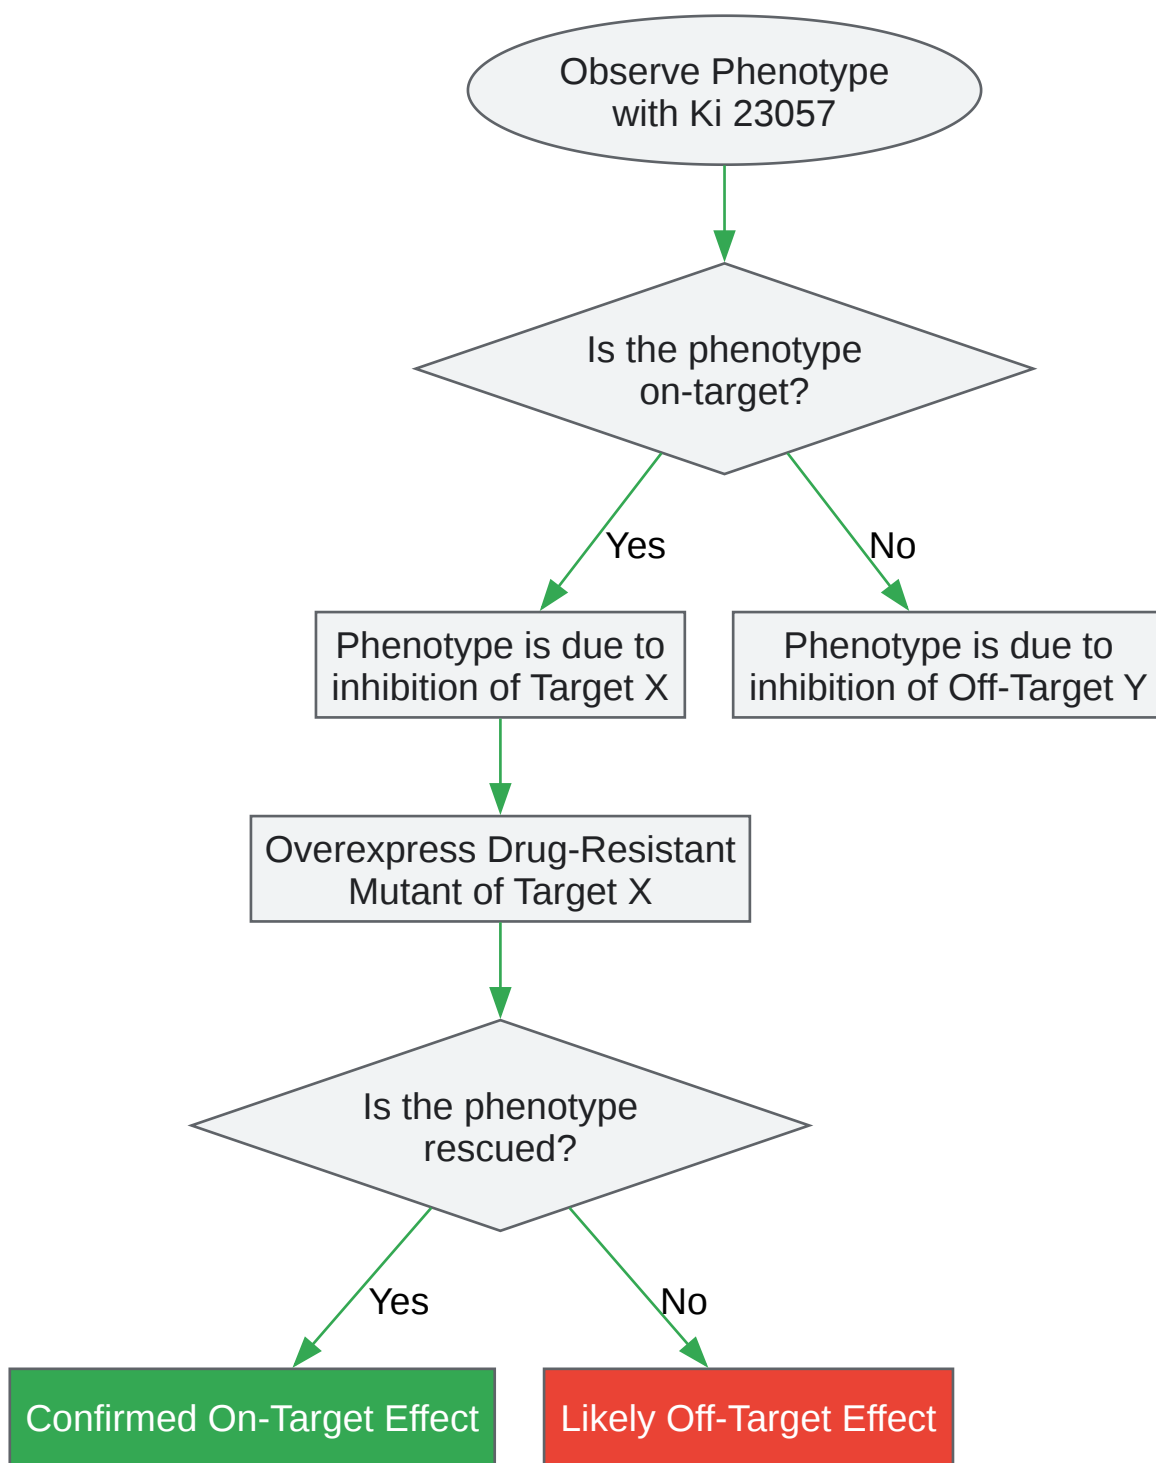 Observe Phenotype
with Ki 23057
Is the phenotype
on-target?
Yes
No
Phenotype is due to
inhibition of Target X
Phenotype is due to
inhibition of Off-Target Y
Overexpress Drug-Resistant
Mutant of Target X
Is the phenotype
rescued?
Yes
No
Confirmed On-Target Effect
Likely Off-Target Effect